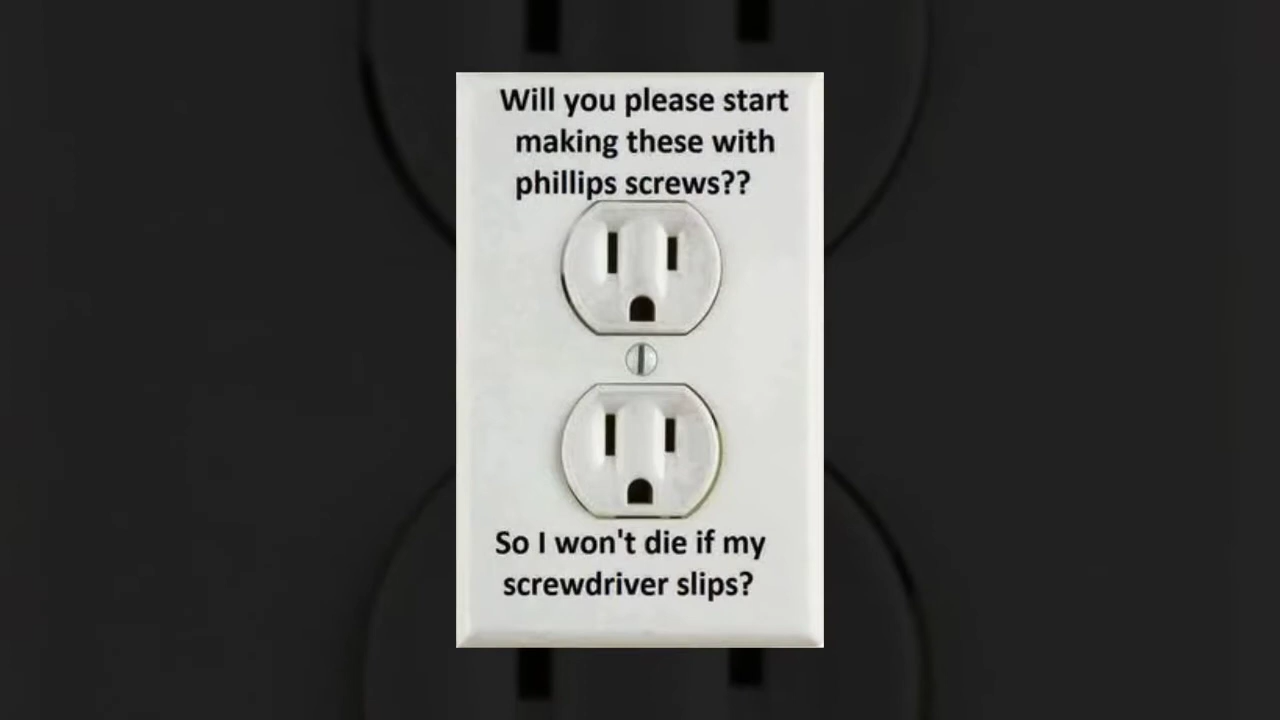 Will you please start
making these with
phillips screws??
So I won't die if my
screwdriver slips?